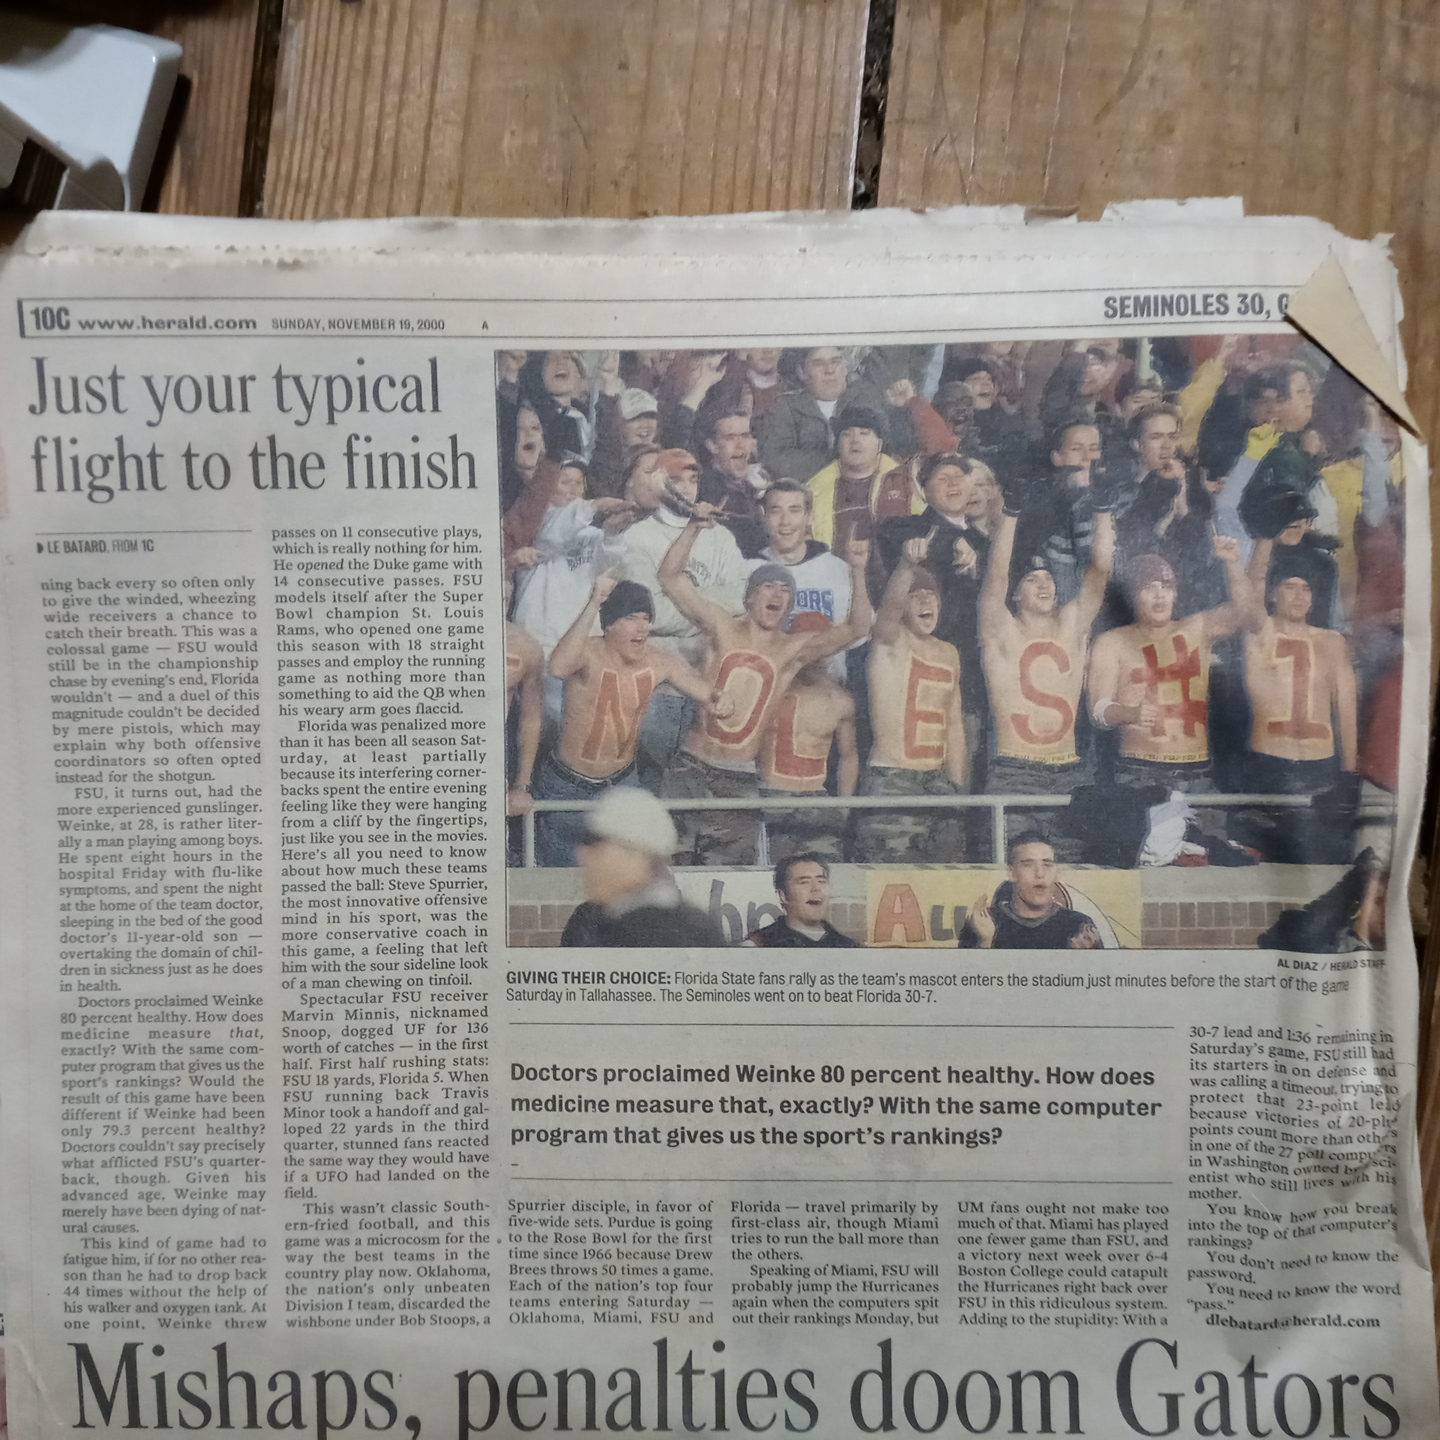 10C www.herald.com SUNDAY, NOVEMBER 19, 2000 A
SEMINOLES 30,
Just your typical
flight to the finish
LE BATARD, FROM 1C
ning back every so often only
to give the winded, wheezing
wide receivers a chance to
catch their breath. This was a
colossal game — FSU would
still be in the championship
chase by evening's end, Florida
wouldn't — and a duel of this
magnitude couldn't be decided
by mere pistols, which may
explain why both offensive
coordinators so often opted
instead for the shotgun.
FSU, it turns out, had the
more experienced gunslinger.
Weinke, at 28, is rather liter-
ally a man playing among boys.
He spent eight hours in the
hospital Friday with flu-like
symptoms, and spent the night
at the home of the team doctor,
sleeping in the bed of the good
doctor's 11-year-old son —
overtaking the domain of chil-
dren in sickness just as he does
in health.
Doctors proclaimed Weinke
80 percent healthy. How does
medicine measure that,
exactly? With the same com-
puter program that gives us the
sport's rankings? Would the
result of this game have been
different if Weinke had been
only 79.3 percent healthy?
Doctors couldn't say precisely
what afflicted FSU's quarter-
back, though. Given his
advanced age, Weinke may
merely have been dying of nat-
ural causes.
This kind of game had to
fatigue him, if for no other rea-
son than he had to drop back
44 times without the help of
his walker and oxygen tank. At
one point, Weinke threw
passes on 11 consecutive plays,
which is really nothing for him.
He opened the Duke game with
14 consecutive passes. FSU
models itself after the Super
Bowl champion St. Louis
Rams, who opened one game
this season with 18 straight
passes and employ the running
game as nothing more than
something to aid the QB when
his weary arm goes flaccid.
Florida was penalized more
than it has been all season Sat-
urday, at least partially
because its interfering corner-
backs spent the entire evening
feeling like they were hanging
from a cliff by the fingertips,
just like you see in the movies.
Here's all you need to know
about how much these teams
passed the ball: Steve Spurrier,
the most innovative offensive
mind in his sport, was the
more conservative coach in
this game, a feeling that left
him with the sour sideline look
of a man chewing on tinfoil.
Spectacular FSU receiver
Marvin Minnis, nicknamed
Snoop, dogged UF for 136
worth of catches — in the first
half. First half rushing stats:
FSU 18 yards, Florida 5. When
FSU running back Travis
Minor took a handoff and gal-
loped 22 yards in the third
quarter, stunned fans reacted
the same way they would have
if a UFO had landed on the
field.
This wasn't classic South-
ern-fried football, and this
game was a microcosm for the
way the best teams in the
country play now. Oklahoma,
the nation's only unbeaten
Division I team, discarded the
wishbone under Bob Stoops, a
NOLES #1
AL DIAZ / HERALD STAFF
GIVING THEIR CHOICE: Florida State fans rally as the team's mascot enters the stadium just minutes before the start of the game
Saturday in Tallahassee. The Seminoles went on to beat Florida 30-7.
Doctors proclaimed Weinke 80 percent healthy. How does
medicine measure that, exactly? With the same computer
program that gives us the sport's rankings?
Spurrier disciple, in favor of
five-wide sets. Purdue is going
to the Rose Bowl for the first
time since 1966 because Drew
Brees throws 50 times a game.
Each of the nation's top four
teams entering Saturday —
Oklahoma, Miami, FSU and
Florida — travel primarily by
first-class air, though Miami
tries to run the ball more than
the others.
Speaking of Miami, FSU will
probably jump the Hurricanes
again when the computers spit
out their rankings Monday, but
UM fans ought not make too
much of that. Miami has played
one fewer game than FSU, and
a victory next week over 6-4
Boston College could catapult
the Hurricanes right back over
FSU in this ridiculous system.
Adding to the stupidity: With a
30-7 lead and 1:36 remaining in
Saturday's game, FSU still had
its starters in on defense and
was calling a timeout, trying to
protect that 23-point lead
because victories of 20-plus
points count more than others
in one of the 27 poll computers
in Washington owned by a sci-
entist who still lives with his
mother.
You know how you break
into the top of that computer's
rankings?
You don't need to know the
password.
You need to know the word
"pass."
dlebatard@herald.com
Mishaps, penalties doom Gators